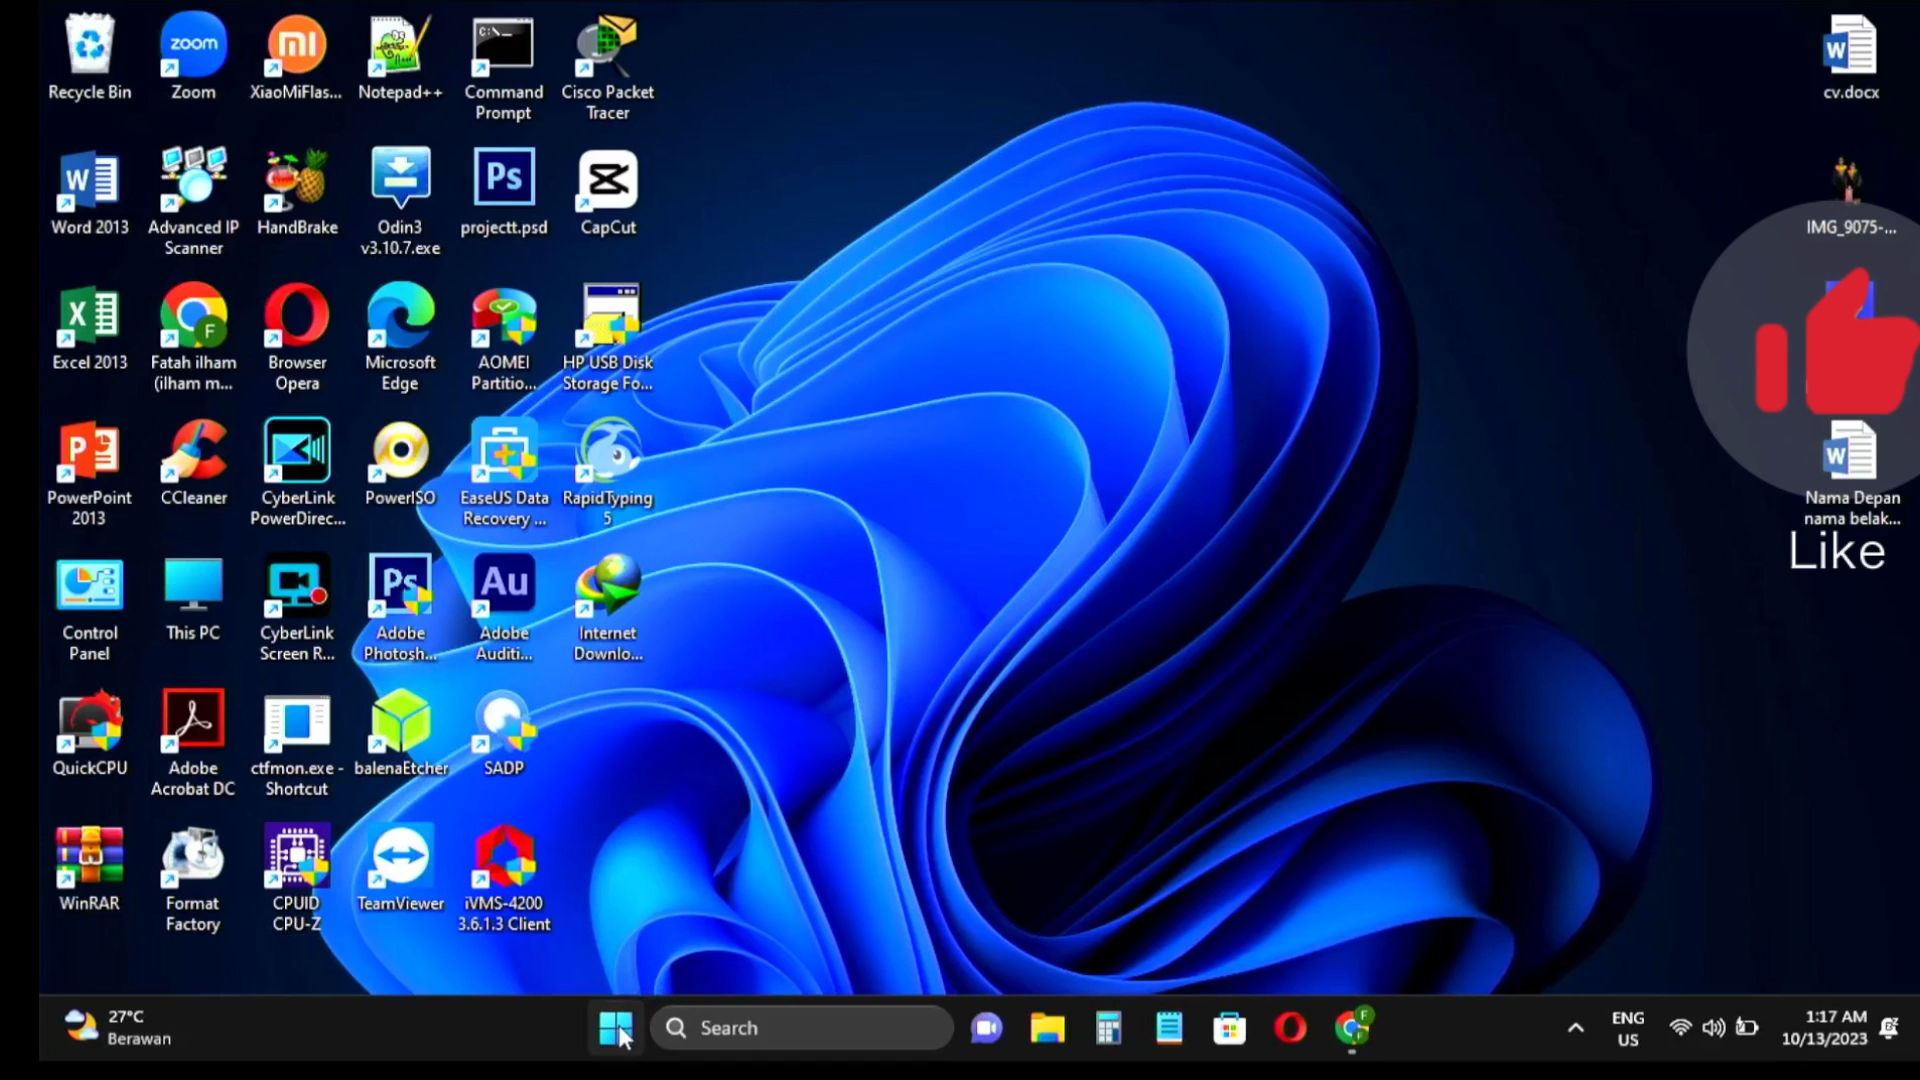 Recycle Bin
Zoom
zoom
XiaoMiFlas...
Notepad++
Command
Prompt
C:\_
Cisco Packet
Tracer
cv.docx
Word 2013
Advanced IP
Scanner
HandBrake
Odin3
v3.10.7.exe
Ps
projectt.psd
CapCut
IMG_9075-...
Excel 2013
Fatah ilham
(ilham m...
F
Browser
Opera
Microsoft
Edge
AOMEI
Partitio...
HP USB Disk
Storage Fo...
PowerPoint
2013
CCleaner
CyberLink
PowerDirec...
PowerISO
EaseUS Data
Recovery ...
RapidTyping
5
Nama Depan
nama belak...
Like
Control
Panel
This PC
CyberLink
Screen R...
Ps
Adobe
Photosh...
Au
Adobe
Auditi...
Internet
Downlo...
QuickCPU
Adobe
Acrobat DC
ctfmon.exe -
Shortcut
balenaEtcher
SADP
WinRAR
Format
Factory
CPUID
CPU-Z
TeamViewer
iVMS-4200
3.6.1.3 Client
27°C
Berawan
Search
ENG
US
1:17 AM
10/13/2023